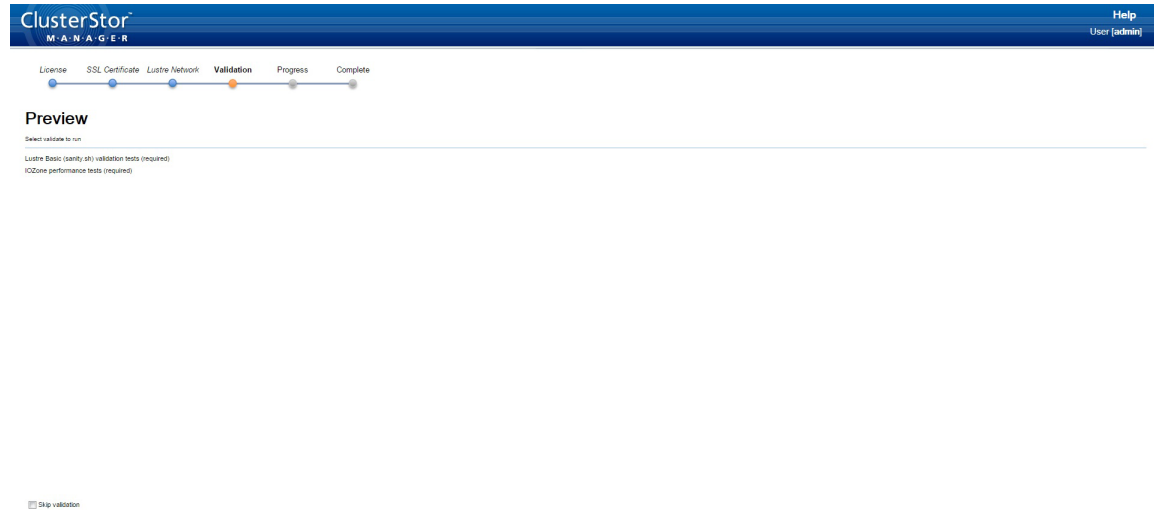 ClusterStor™
M·A·N·A·G·E·R
Help
User [admin]
License SSL Certificate Lustre Network Validation Progress Complete
Preview
Select validate to run
Lustre Basic (sanity.sh) validation tests (required)
IOZone performance tests (required)
Skip validation